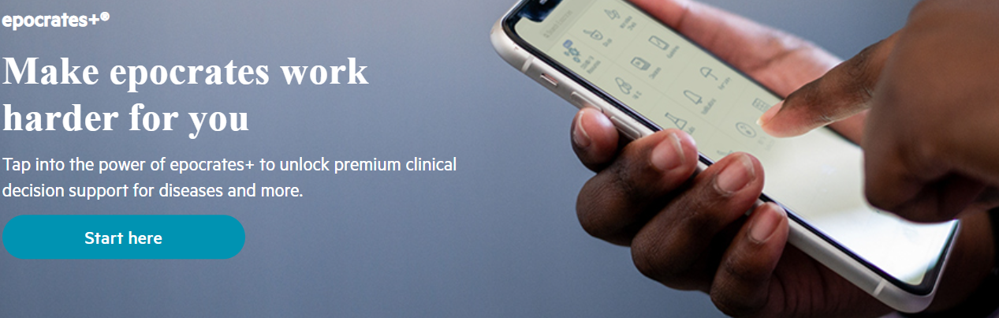 epocrates+®
Make epocrates work
harder for you
Tap into the power of epocrates+ to unlock premium clinical
decision support for diseases and more.
Start here